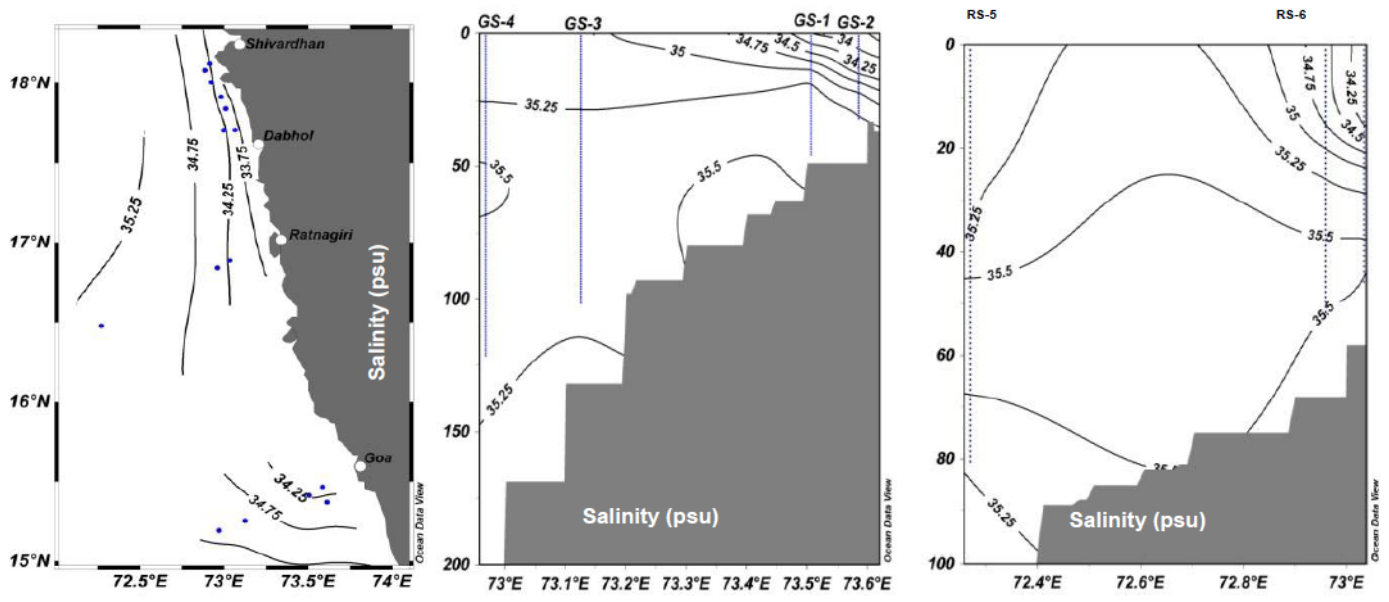 Shivardhan
Dabhol
Ratnagiri
Goa
18°N
17°N
16°N
15°N
72.5°E
73°E
73.5°E
74°E
35.25
34.75
34.25
33.75
34.25
34.75
Salinity (psu)
Ocean Data View
GS-4
GS-3
GS-1
GS-2
0
50
100
150
200
73°E
73.1°E
73.2°E
73.3°E
73.4°E
73.5°E
73.6°E
35
34.75
34.5
34
34.25
35.25
35.5
35.5
35.25
Salinity (psu)
Ocean Data View
RS-5
RS-6
0
20
40
60
80
100
72.4°E
72.6°E
72.8°E
73°E
35.25
35.5
35.25
35
34.75
34.25
34.5
35.5
35.5
35.25
Salinity (psu)
Ocean Data View